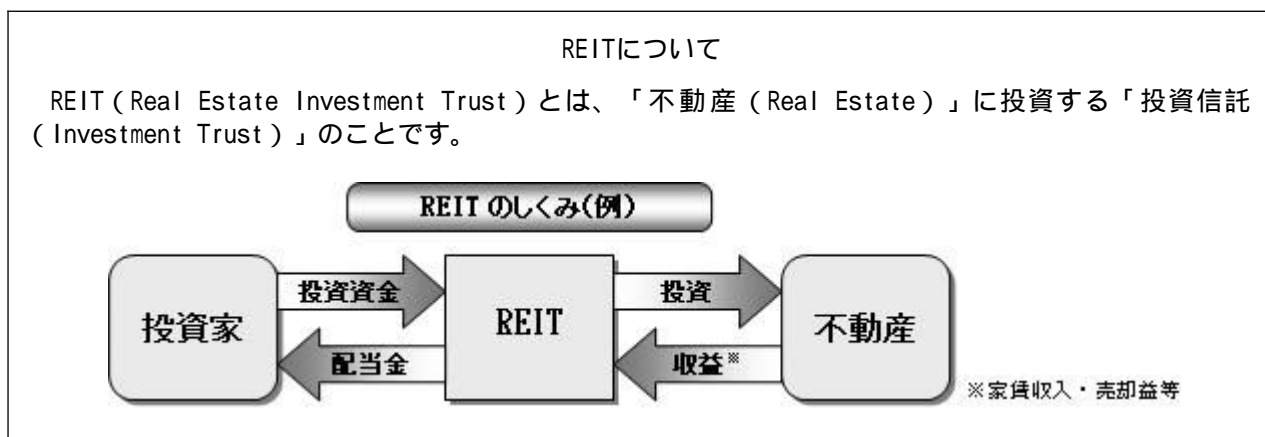 REITについて
REIT(Real Estate Investment Trust)とは、「不動産(Real Estate)」に投資する「投資信託
(Investment Trust)」のことです。
REITのしくみ(例)
投資家
投資資金
配当金
REIT
投資
収益※
不動産
※家賃収入・売却益等